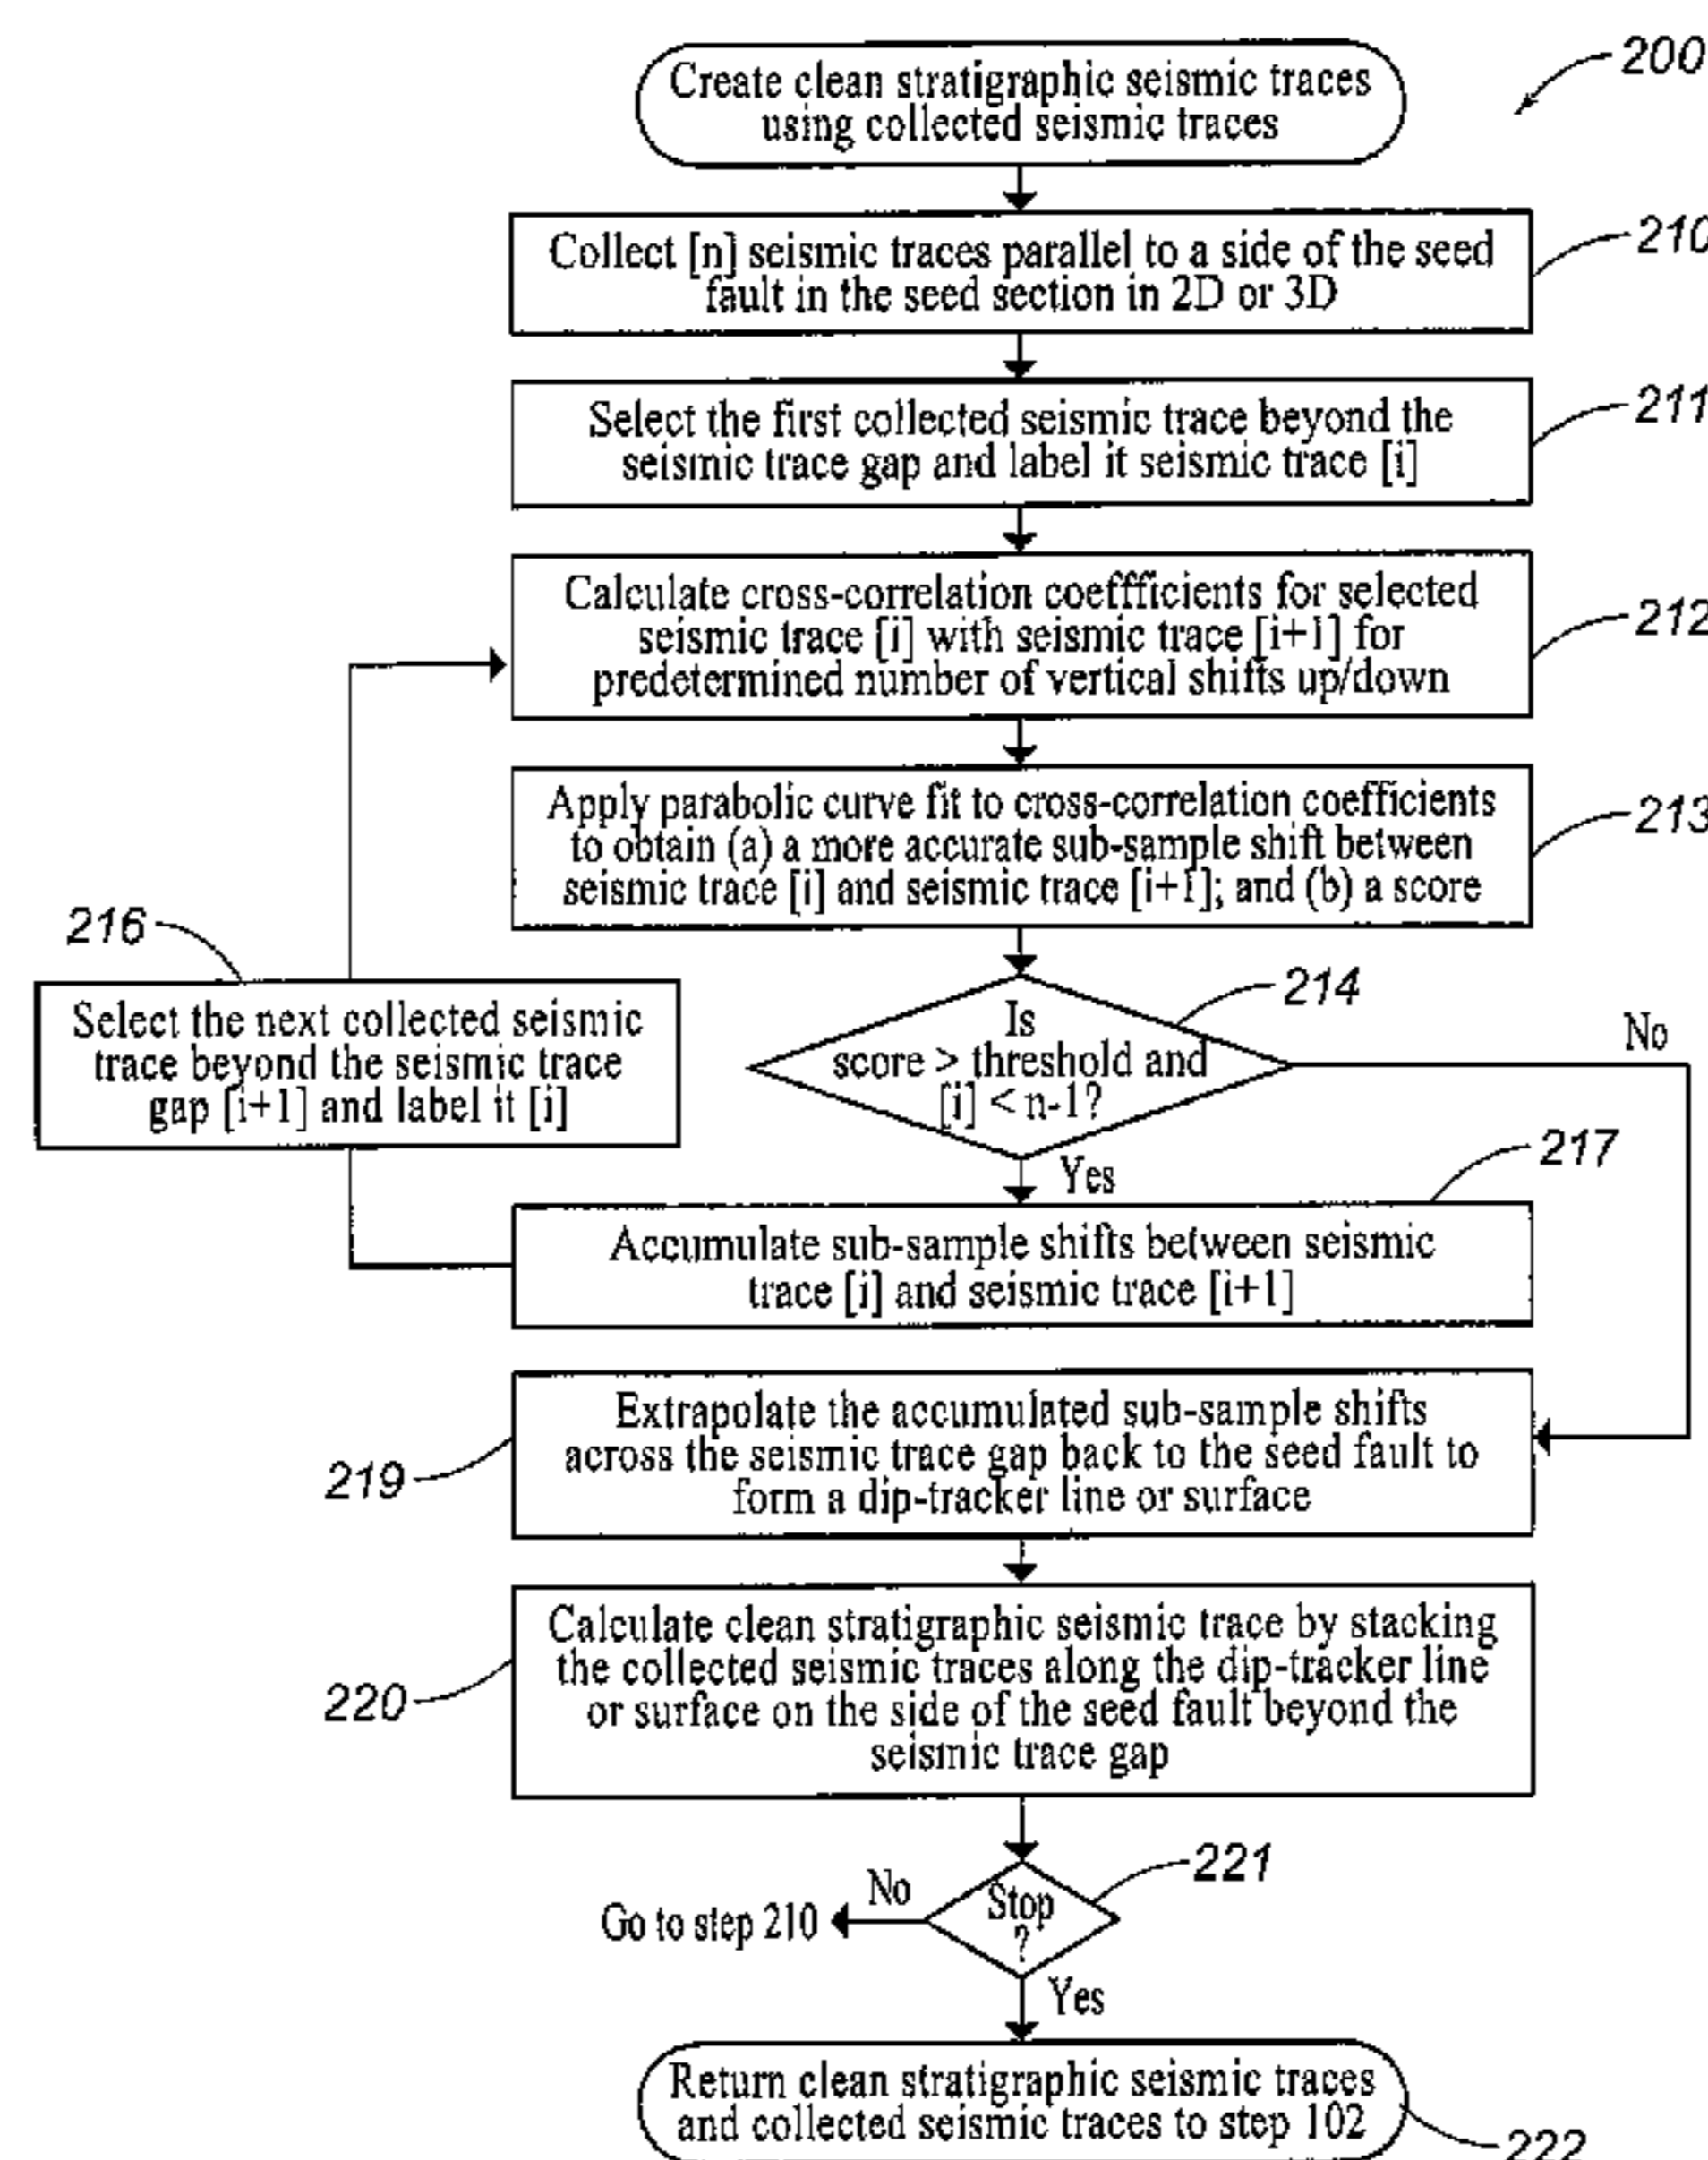 Create clean stratigraphic seismic traces
using collected seismic traces
200
Collect [n] seismic traces parallel to a side of the seed
fault in the seed section in 2D or 3D
210
Select the first collected seismic trace beyond the
seismic trace gap and label it seismic trace [i]
211
Calculate cross-correlation coeffficients for selected
seismic trace [i] with seismic trace [i+1] for
predetermined number of vertical shifts up/down
212
Apply parabolic curve fit to cross-correlation coefficients
to obtain (a) a more accurate sub-sample shift between
seismic trace [i] and seismic trace [i+1]; and (b) a score
213
216
Select the next collected seismic
trace beyond the seismic trace
gap [i+1] and label it [i]
214
Is
score > threshold and
[i] < n-1?
No
Yes
217
Accumulate sub-sample shifts between seismic
trace [i] and seismic trace [i+1]
Extrapolate the accumulated sub-sample shifts
across the seismic trace gap back to the seed fault to
form a dip-tracker line or surface
219
Calculate clean stratigraphic seismic trace by stacking
the collected seismic traces along the dip-tracker line
or surface on the side of the seed fault beyond the
seismic trace gap
220
221
Stop
?
No
Go to step 210
Yes
Return clean stratigraphic seismic traces
and collected seismic traces to step 102
222